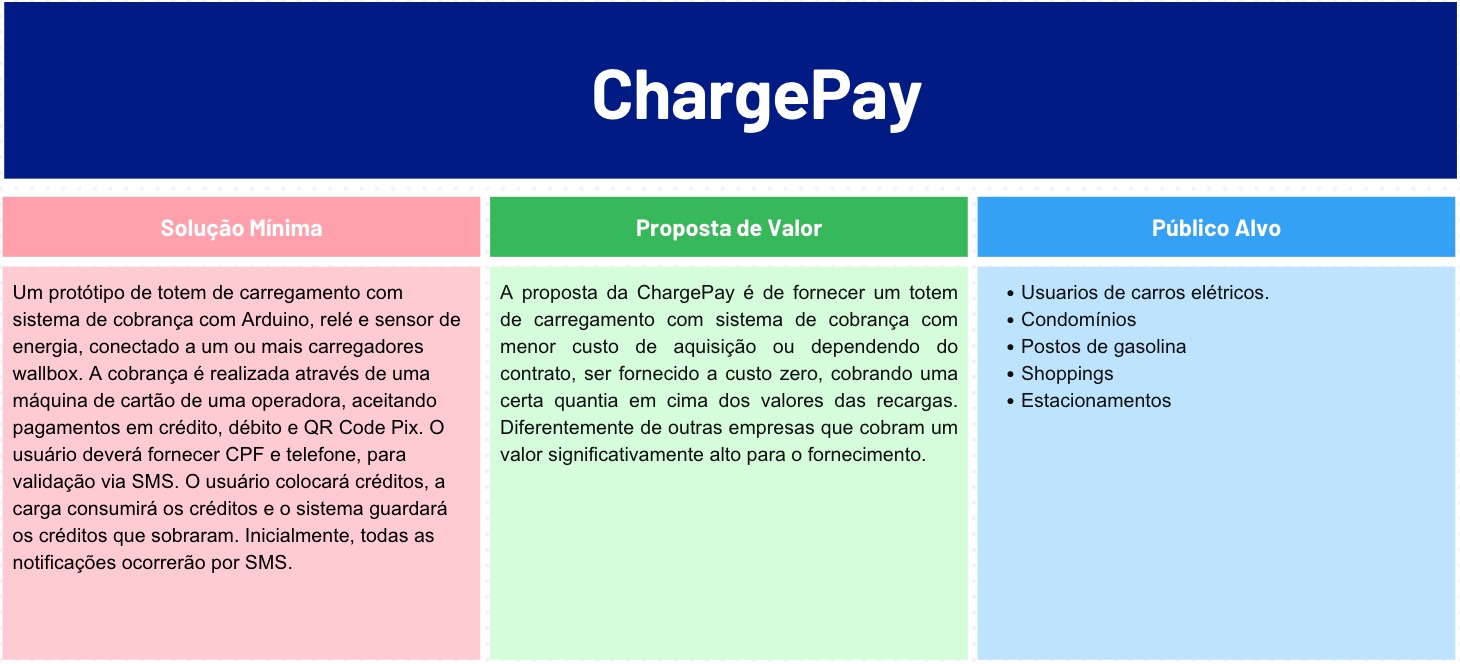 ChargePay
Solução Mínima
Um protótipo de totem de carregamento com
sistema de cobrança com Arduino, relé e sensor de
energia, conectado a um ou mais carregadores
wallbox. A cobrança é realizada através de uma
máquina de cartão de uma operadora, aceitando
pagamentos em crédito, débito e QR Code Pix. O
usuário deverá fornecer CPF e telefone, para
validação via SMS. O usuário colocará créditos, a
carga consumirá os créditos e o sistema guardará
os créditos que sobraram. Inicialmente, todas as
notificações ocorrerão por SMS.
Proposta de Valor
A proposta da ChargePay é de fornecer um totem
de carregamento com sistema de cobrança com
menor custo de aquisição ou dependendo do
contrato, ser fornecido a custo zero, cobrando uma
certa quantia em cima dos valores das recargas.
Diferentemente de outras empresas que cobram um
valor significativamente alto para o fornecimento.
Público Alvo
• Usuarios de carros elétricos.
• Condomínios
• Postos de gasolina
• Shoppings
• Estacionamentos